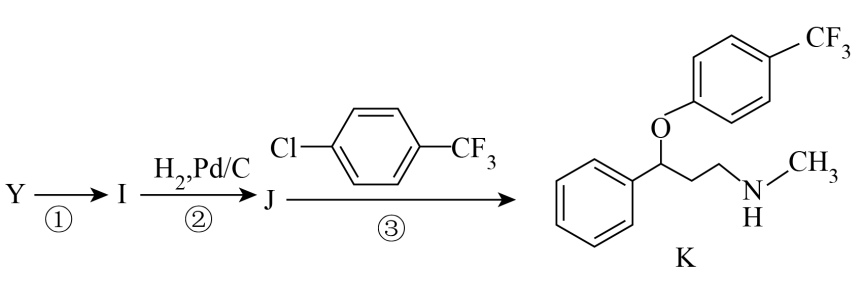 CF₃
Cl
CF₃
O
H₂,Pd/C
CH₃
Y
I
J
N
H
①
②
③
K